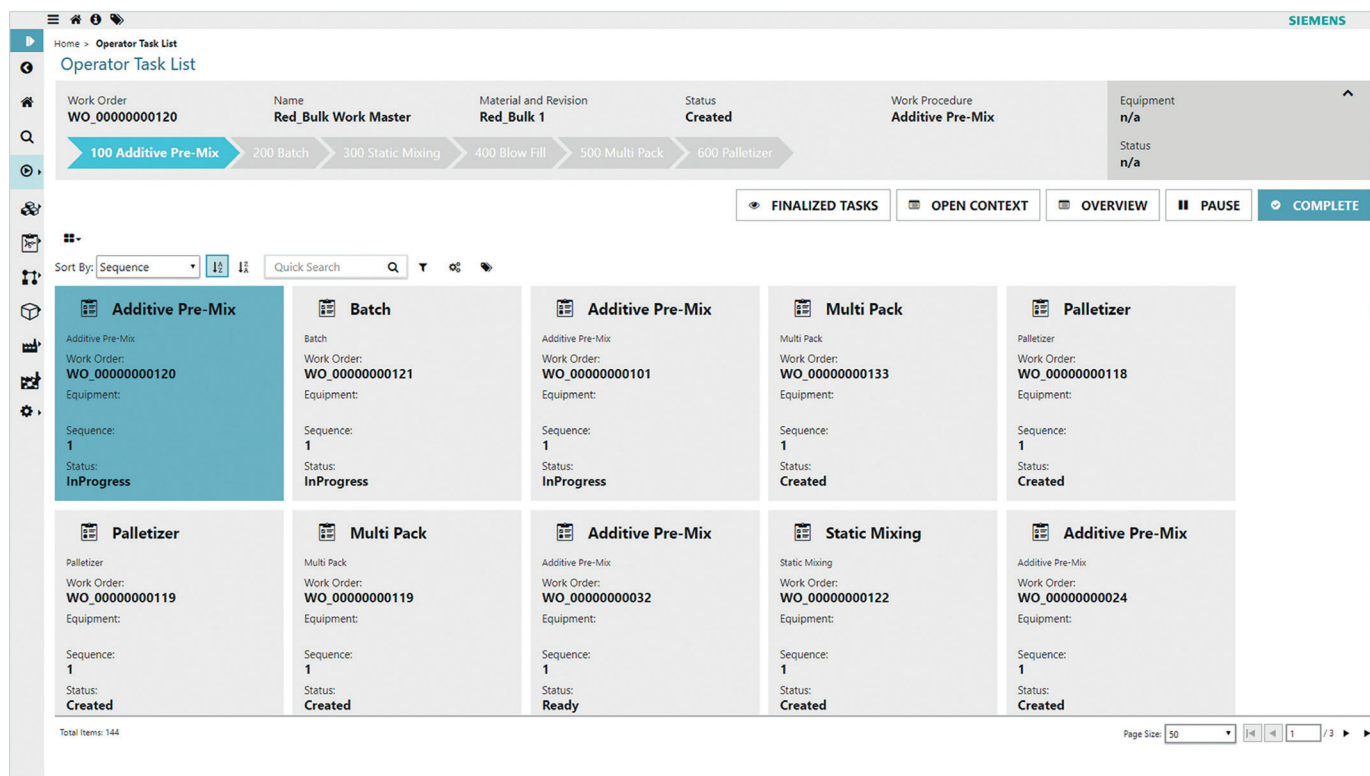 SIEMENS
Home > Operator Task List
Operator Task List
Work Order Name Material and Revision Status Work Procedure Equipment
WO_00000000120 Red_Bulk Work Master Red_Bulk 1 Created Additive Pre-Mix n/a
100 Additive Pre-Mix 200 Batch 300 Static Mixing 400 Blow Fill 500 Multi Pack 600 Palletizer
Status
n/a
FINALIZED TASKS OPEN CONTEXT OVERVIEW PAUSE COMPLETE
Sort By: Sequence Quick Search
Additive Pre-Mix Batch Additive Pre-Mix Multi Pack Palletizer
Additive Pre-Mix Batch Additive Pre-Mix Multi Pack Palletizer
Work Order: Work Order: Work Order: Work Order: Work Order:
WO_00000000120 WO_00000000121 WO_00000000101 WO_00000000133 WO_00000000118
Equipment: Equipment: Equipment: Equipment: Equipment:
Sequence: Sequence: Sequence: Sequence: Sequence:
1 1 1 1 1
Status: Status: Status: Status: Status:
InProgress InProgress InProgress Created Created
Palletizer Multi Pack Additive Pre-Mix Static Mixing Additive Pre-Mix
Palletizer Multi Pack Additive Pre-Mix Static Mixing Additive Pre-Mix
Work Order: Work Order: Work Order: Work Order: Work Order:
WO_00000000119 WO_00000000119 WO_00000000032 WO_00000000122 WO_00000000024
Equipment: Equipment: Equipment: Equipment: Equipment:
Sequence: Sequence: Sequence: Sequence: Sequence:
1 1 1 1 1
Status: Status: Status: Status: Status:
Created Created Ready Created Created
Total Items: 144 Page Size: 50 1 / 3